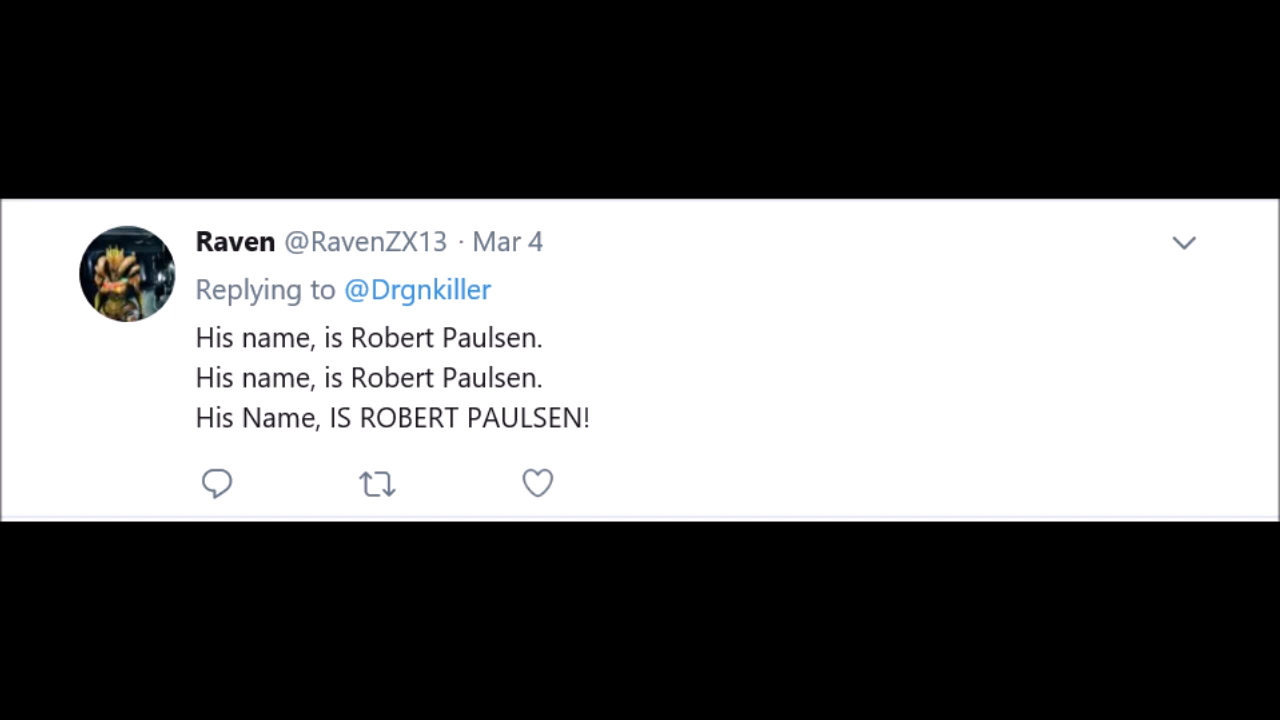 Raven @RavenZX13 · Mar 4
Replying to @Drgnkiller
His name, is Robert Paulsen.
His name, is Robert Paulsen.
His Name, IS ROBERT PAULSEN!